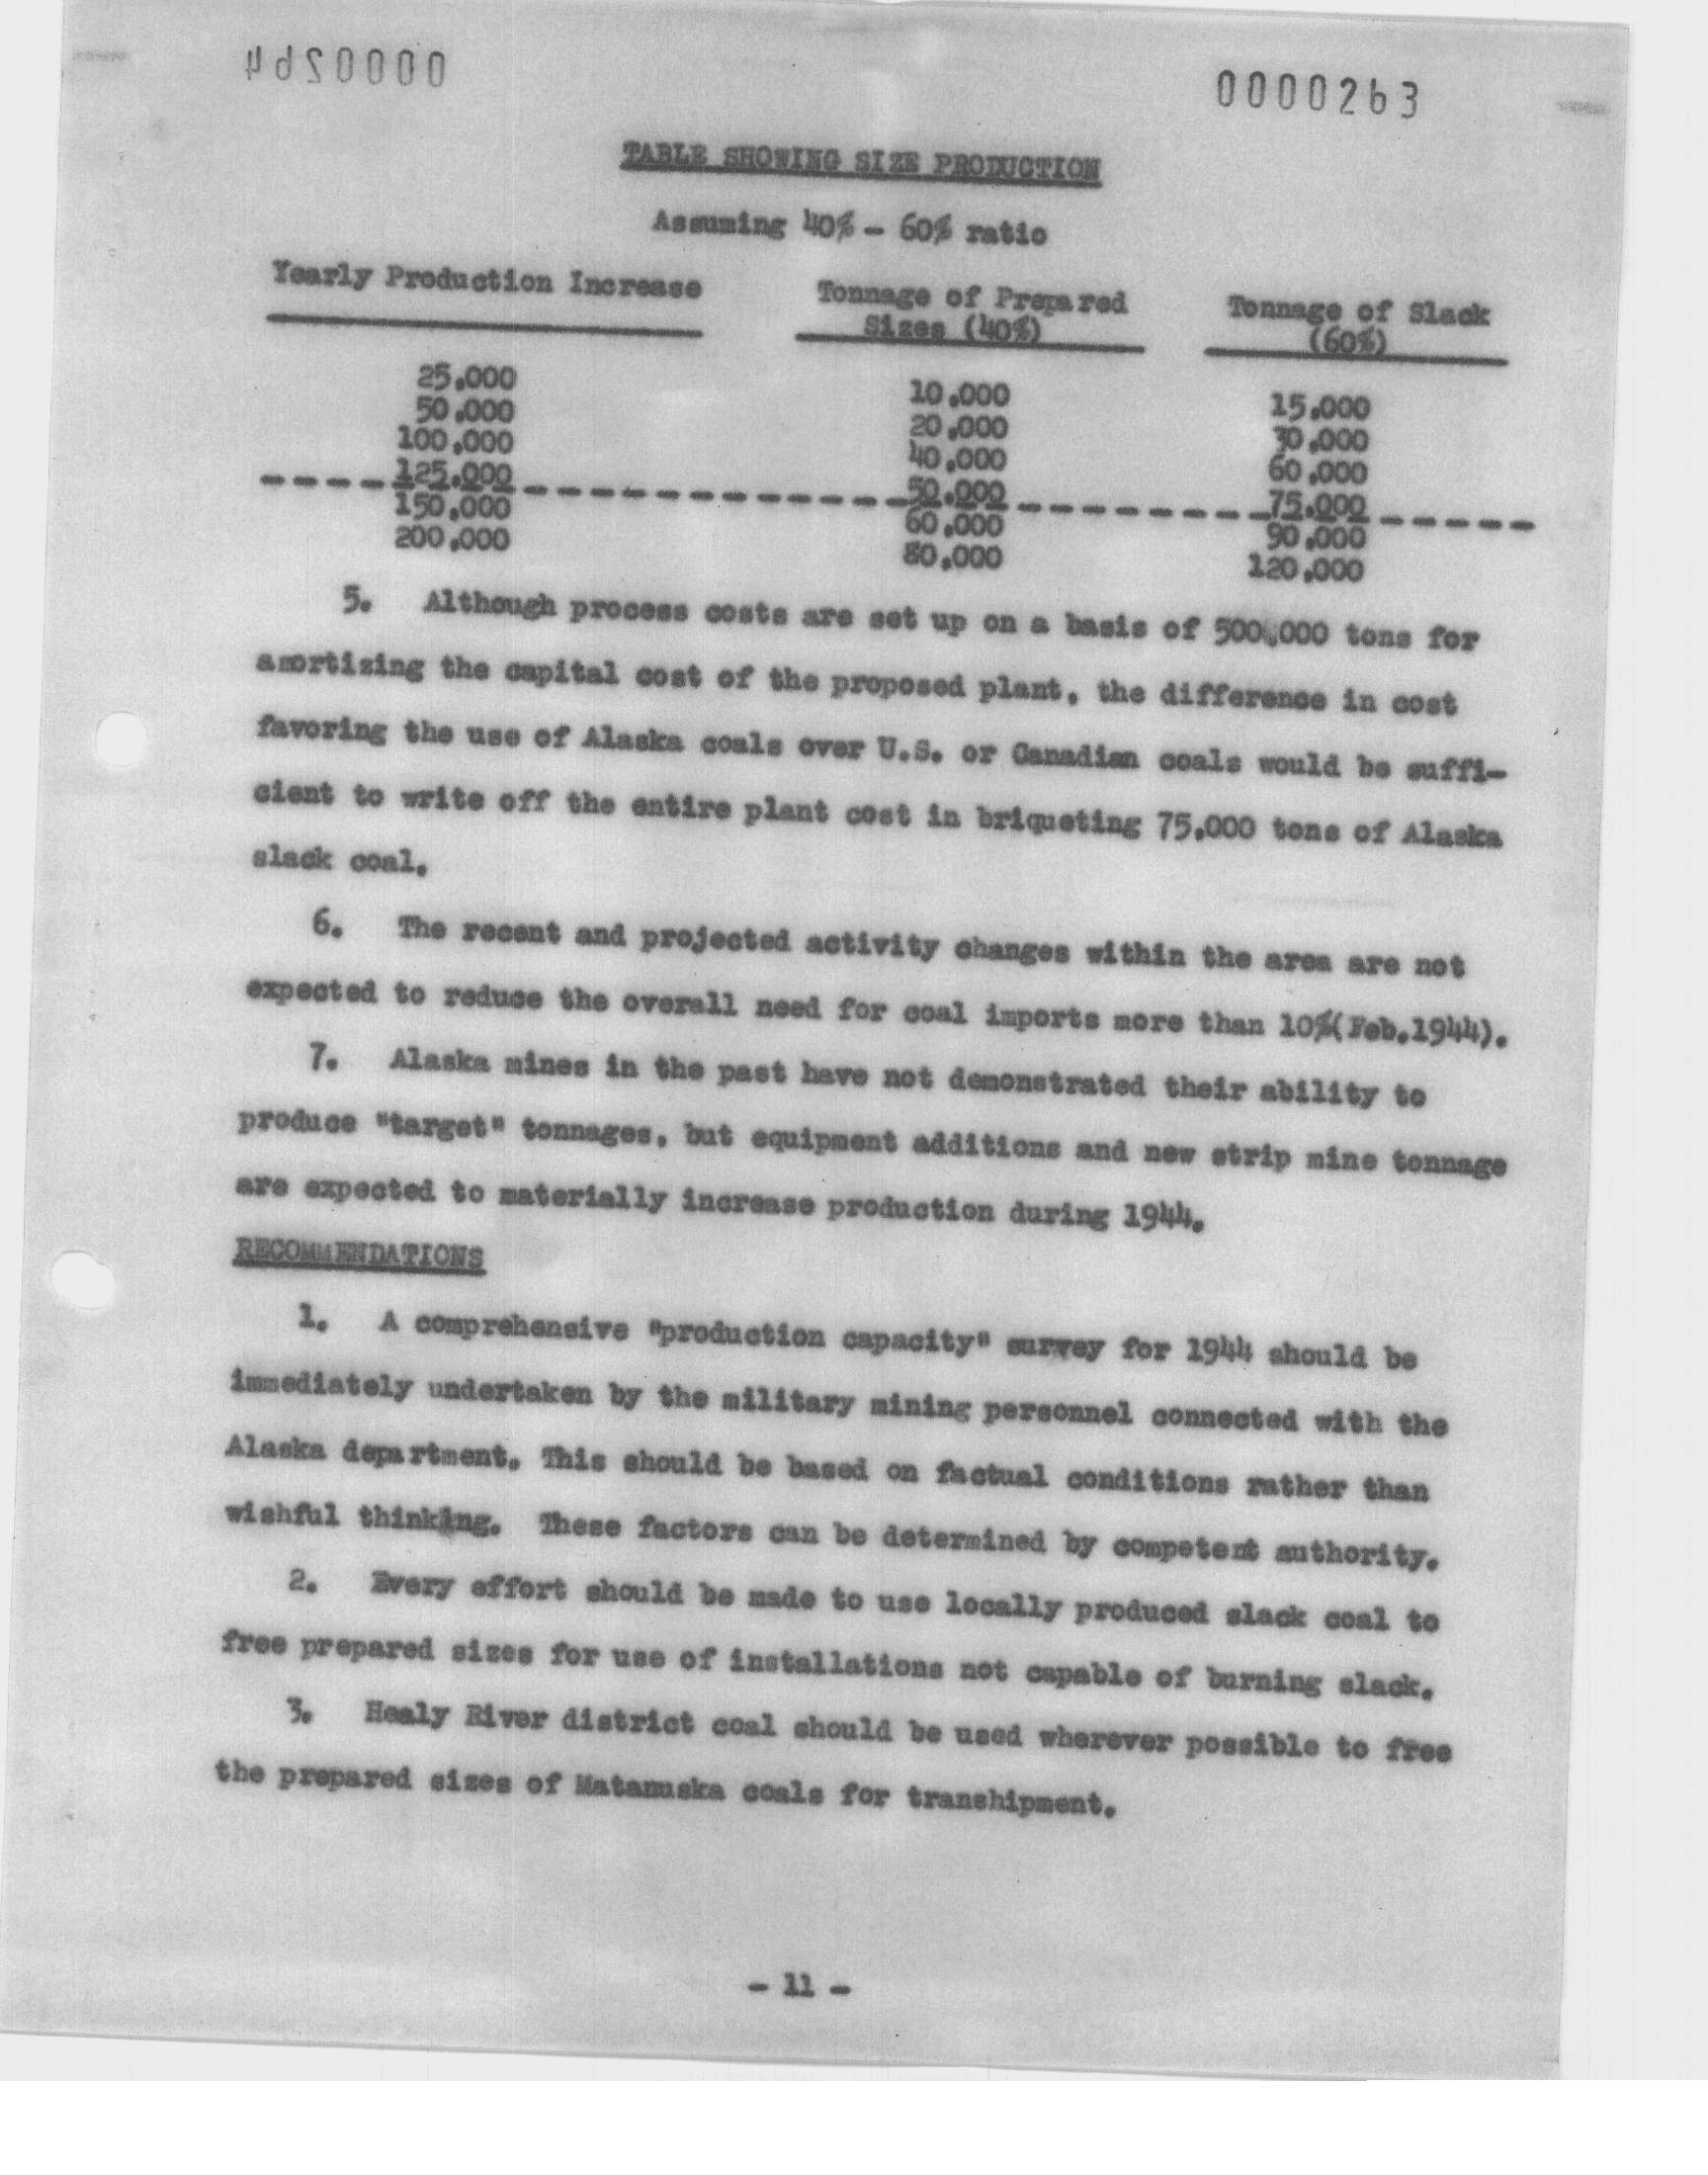 0000264
0000263
TABLE SHOWING SIZE PRODUCTION
Assuming 40% - 60% ratio
Yearly Production Increase Tonnage of Prepared Sizes (40%) Tonnage of Slack (60%)
25,000 10,000 15,000
50,000 20,000 30,000
100,000 40,000 60,000
125,000 50,000 75,000
150,000 60,000 90,000
200,000 80,000 120,000
5. Although process costs are set up on a basis of 500,000 tons for
amortizing the capital cost of the proposed plant, the difference in cost
favoring the use of Alaska coals over U.S. or Canadian coals would be suffi-
cient to write off the entire plant cost in briqueting 75,000 tons of Alaska
slack coal.
6. The recent and projected activity changes within the area are not
expected to reduce the overall need for coal imports more than 10%(Feb.1944).
7. Alaska mines in the past have not demonstrated their ability to
produce "target" tonnages, but equipment additions and new strip mine tonnage
are expected to materially increase production during 1944.
RECOMMENDATIONS
1. A comprehensive "production capacity" survey for 1944 should be
immediately undertaken by the military mining personnel connected with the
Alaska department. This should be based on factual conditions rather than
wishful thinking. These factors can be determined by competent authority.
2. Every effort should be made to use locally produced slack coal to
free prepared sizes for use of installations not capable of burning slack.
3. Healy River district coal should be used wherever possible to free
the prepared sizes of Matanuska coals for transhipment.
- 11 -